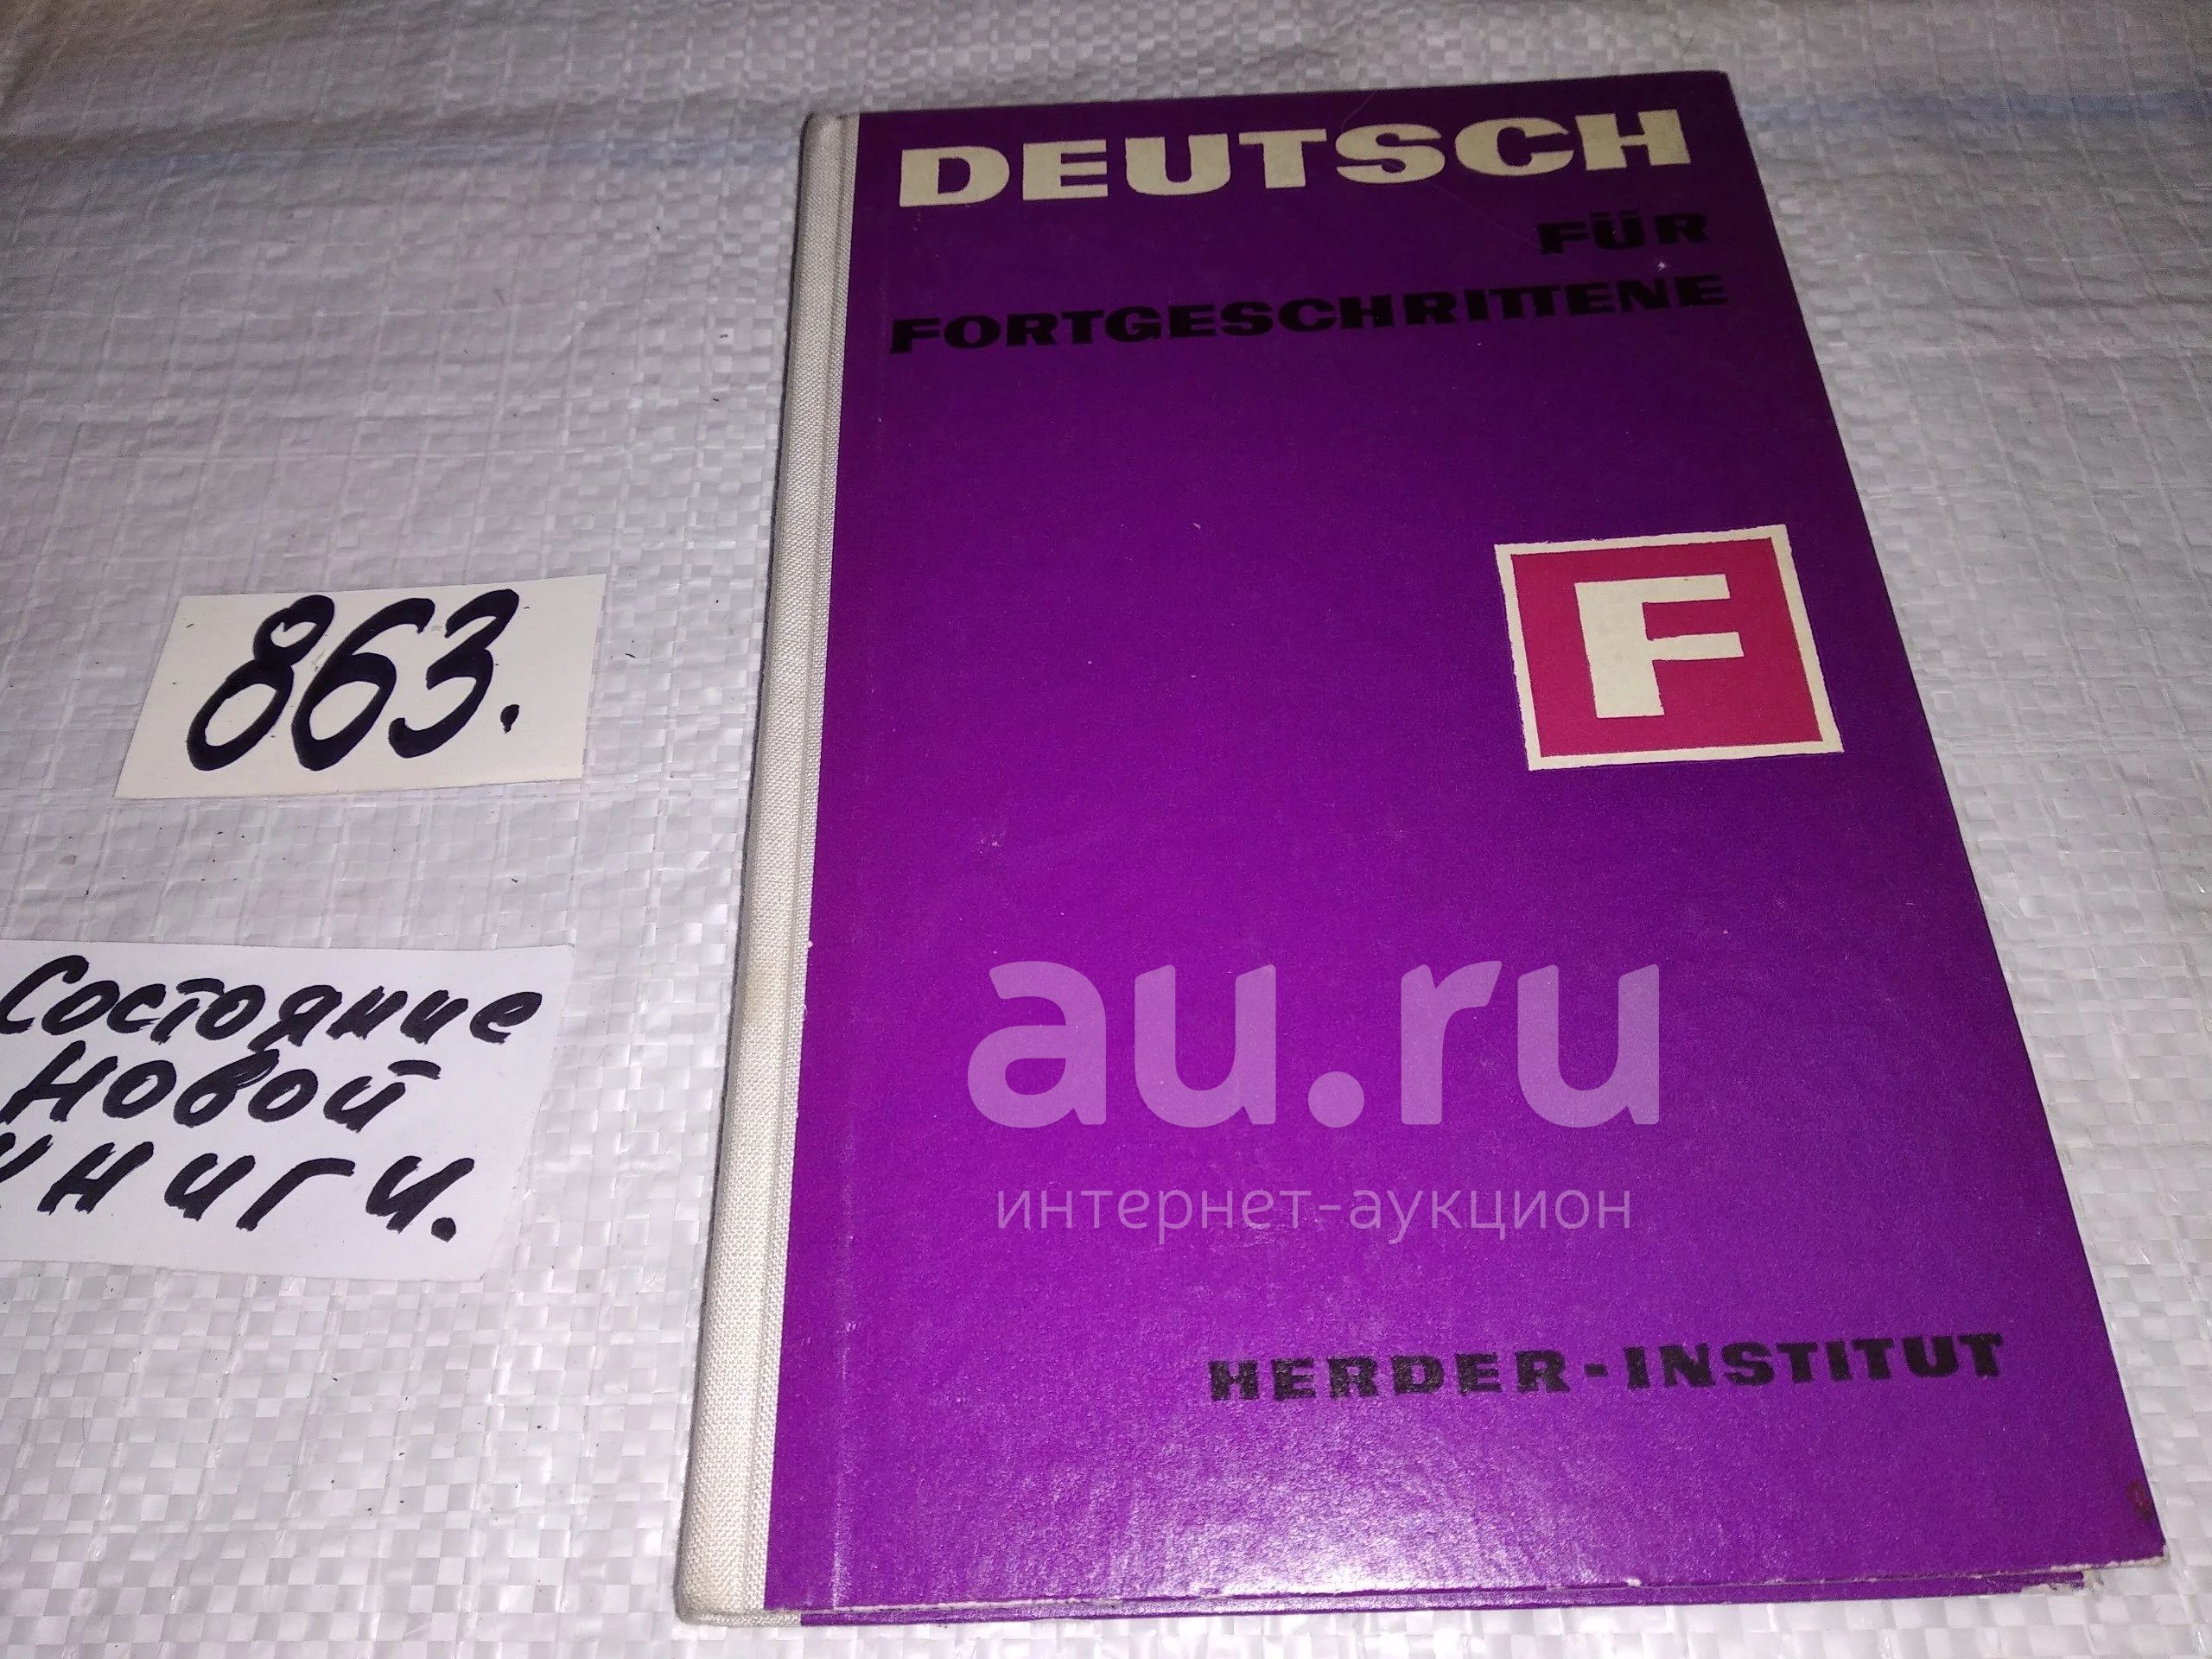 DEUTSCH
FÜR
FORTGESCHRITTENE
F
863.
Состояние
новой
книги.
au.ru
интернет-аукцион
HERDER-INSTITUT